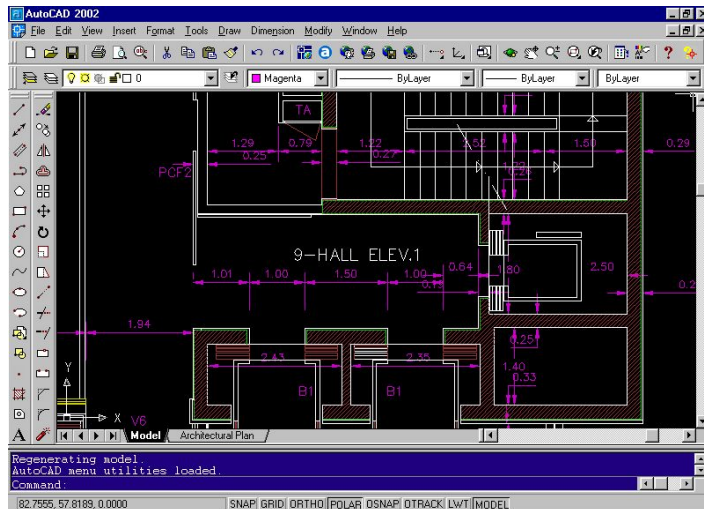 AutoCAD 2002
File Edit View Insert Format Tools Draw Dimension Modify Window Help
0 Magenta ByLayer ByLayer ByLayer
TA
1.29 0.79 1.22 2.52 1.50 0.29
0.25 0.27
PCF2
9-HALL ELEV.1
1.01 1.00 1.50 1.00 0.64 1.80 2.50
1.94
0.25
2.43 2.35
1.40
0.33
B1 B1
Y
X V6
A Model Architectural Plan
Regenerating model.
AutoCAD menu utilities loaded.
Command:
82.7555, 57.8189, 0.0000 SNAP GRID ORTHO POLAR OSNAP OTRACK LWT MODEL